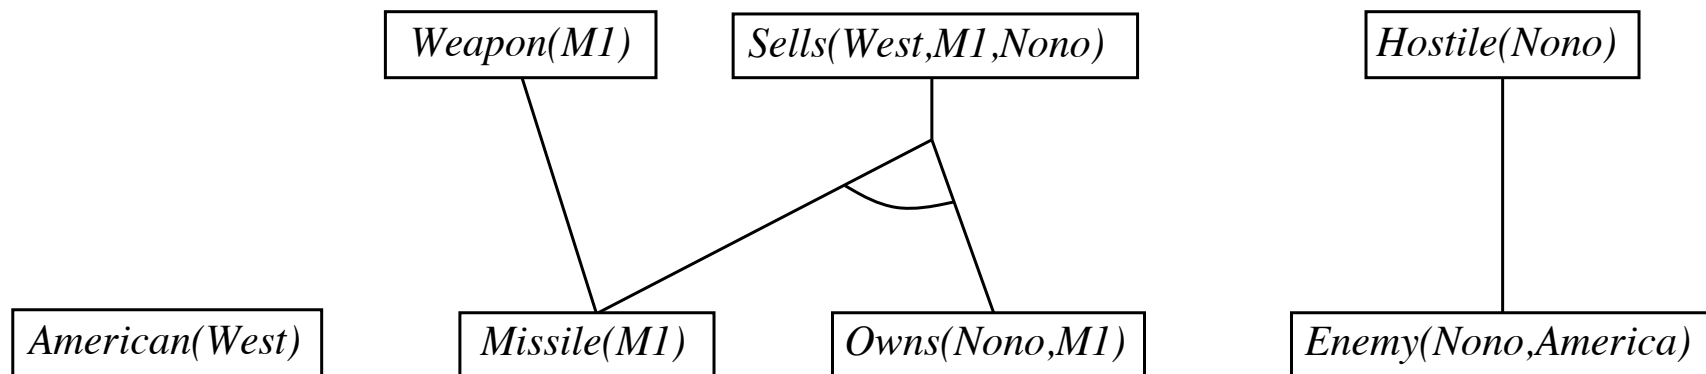 Weapon(M1)
Sells(West,M1,Nono)
Hostile(Nono)
American(West)
Missile(M1)
Owns(Nono,M1)
Enemy(Nono,America)